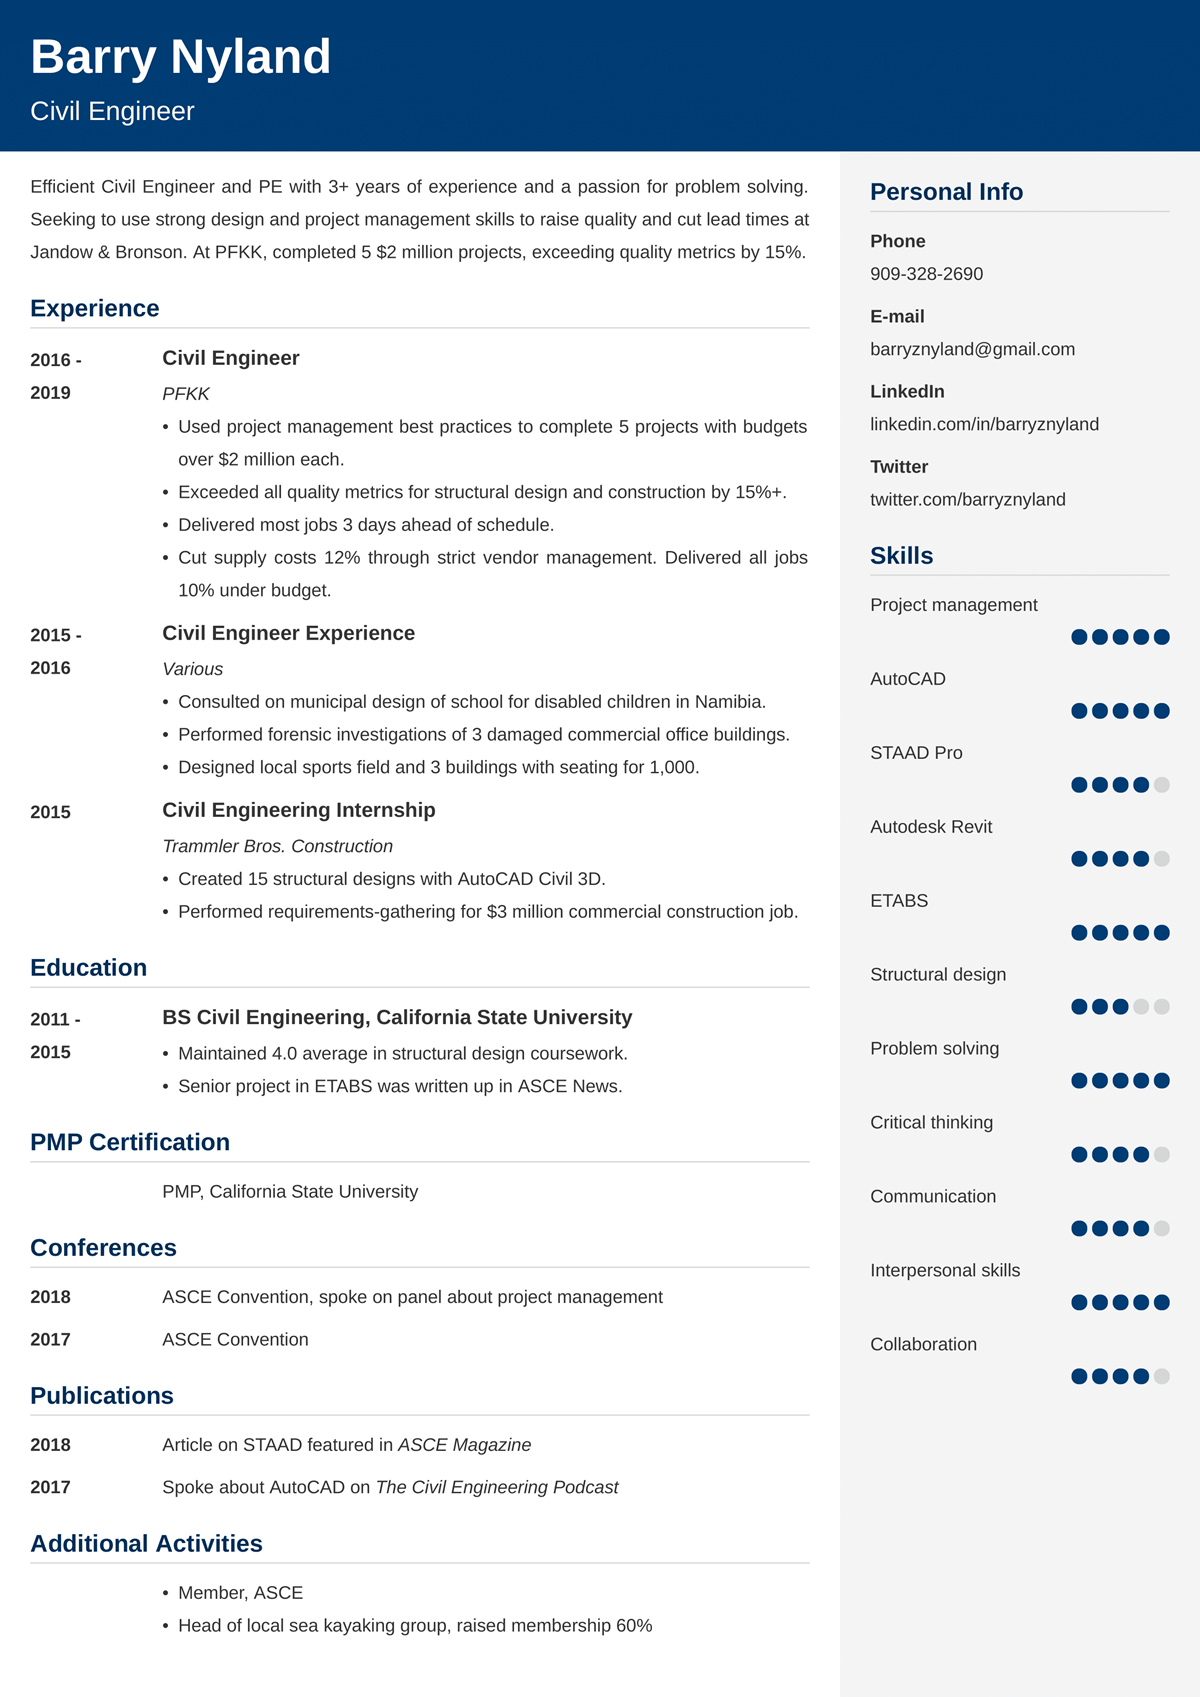 Barry Nyland
Civil Engineer
Efficient Civil Engineer and PE with 3+ years of experience and a passion for problem solving.
Seeking to use strong design and project management skills to raise quality and cut lead times at
Jandow & Bronson. At PFKK, completed 5 $2 million projects, exceeding quality metrics by 15%.
Experience
2016 -
2019
Civil Engineer
PFKK
• Used project management best practices to complete 5 projects with budgets
over $2 million each.
• Exceeded all quality metrics for structural design and construction by 15%+.
• Delivered most jobs 3 days ahead of schedule.
• Cut supply costs 12% through strict vendor management. Delivered all jobs
10% under budget.
2015 -
2016
Civil Engineer Experience
Various
• Consulted on municipal design of school for disabled children in Namibia.
• Performed forensic investigations of 3 damaged commercial office buildings.
• Designed local sports field and 3 buildings with seating for 1,000.
2015
Civil Engineering Internship
Trammler Bros. Construction
• Created 15 structural designs with AutoCAD Civil 3D.
• Performed requirements-gathering for $3 million commercial construction job.
Education
2011 -
2015
BS Civil Engineering, California State University
• Maintained 4.0 average in structural design coursework.
• Senior project in ETABS was written up in ASCE News.
PMP Certification
PMP, California State University
Conferences
2018 ASCE Convention, spoke on panel about project management
2017 ASCE Convention
Publications
2018 Article on STAAD featured in ASCE Magazine
2017 Spoke about AutoCAD on The Civil Engineering Podcast
Additional Activities
• Member, ASCE
• Head of local sea kayaking group, raised membership 60%
Personal Info
Phone
909-328-2690
E-mail
barryznyland@gmail.com
LinkedIn
linkedin.com/in/barryznyland
Twitter
twitter.com/barryznyland
Skills
Project management
AutoCAD
STAAD Pro
Autodesk Revit
ETABS
Structural design
Problem solving
Critical thinking
Communication
Interpersonal skills
Collaboration